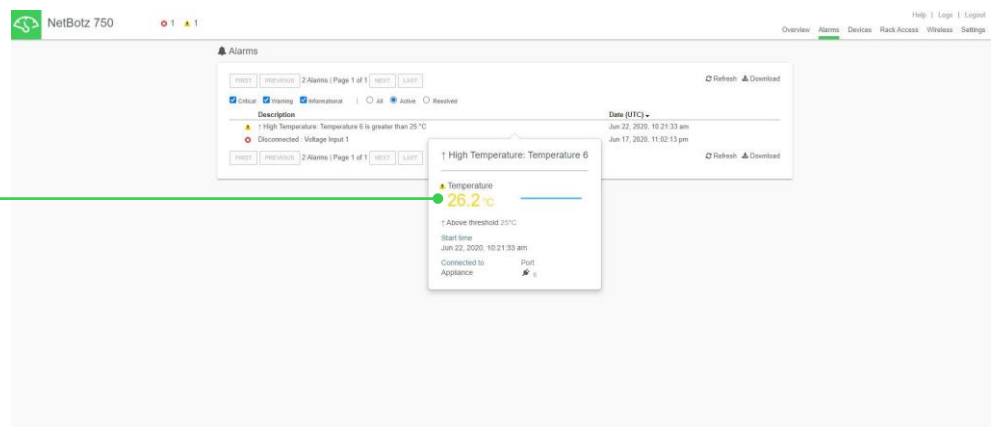 Help | Logs | Logout
NetBotz 750 1 1
Overview Alarms Devices Rack Access Wireless Settings
Alarms
FIRST PREVIOUS 2 Alarms | Page 1 of 1 NEXT LAST Refresh Download
Critical Warning Informational | All Active Resolved
Description Date (UTC)
↑ High Temperature: Temperature 6 is greater than 25 °C Jun 22, 2020, 10:21:33 am
Disconnected : Voltage Input 1 Jun 17, 2020, 11:02:13 pm
FIRST PREVIOUS 2 Alarms | Page 1 of 1 NEXT LAST Refresh Download
↑ High Temperature: Temperature 6
Temperature
26.2 °C
↑ Above threshold 25°C
Start time
Jun 22, 2020, 10:21:33 am
Connected to Port
Appliance 6